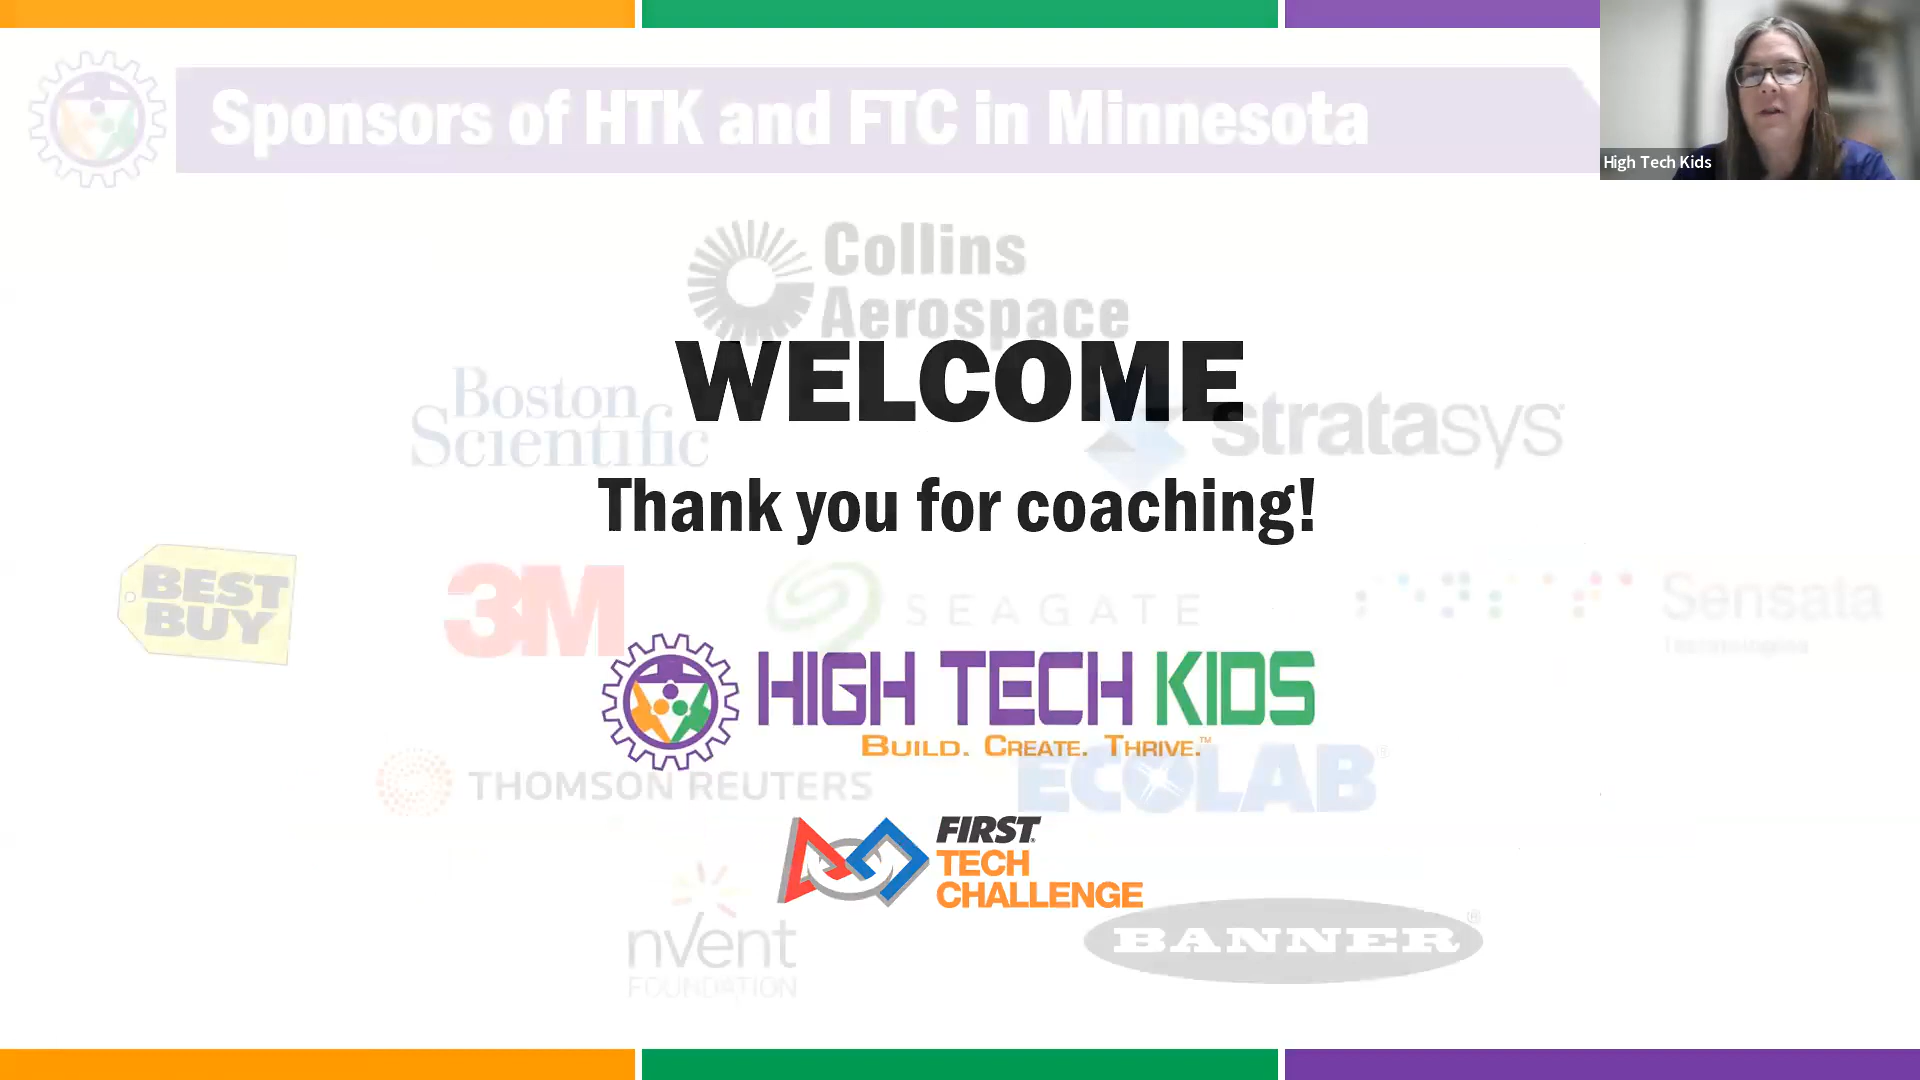 Sponsors of HTK and FTC in Minnesota
High Tech Kids
Collins
Aerospace
WELCOME
Boston
Scientific
stratasys
Thank you for coaching!
BEST
BUY
3M
SEAGATE
Sensata
Technologies
HIGH TECH KIDS
BUILD. CREATE. THRIVE.™
THOMSON REUTERS
ECOLAB®
FIRST®
TECH
CHALLENGE
nVent
FOUNDATION
BANNER®